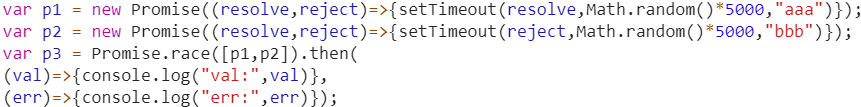 var p1 = new Promise((resolve,reject)=>{setTimeout(resolve,Math.random()*5000,"aaa")});
var p2 = new Promise((resolve,reject)=>{setTimeout(reject,Math.random()*5000,"bbb")});
var p3 = Promise.race([p1,p2]).then(
(val)=>{console.log("val:",val)},
(err)=>{console.log("err:",err)});